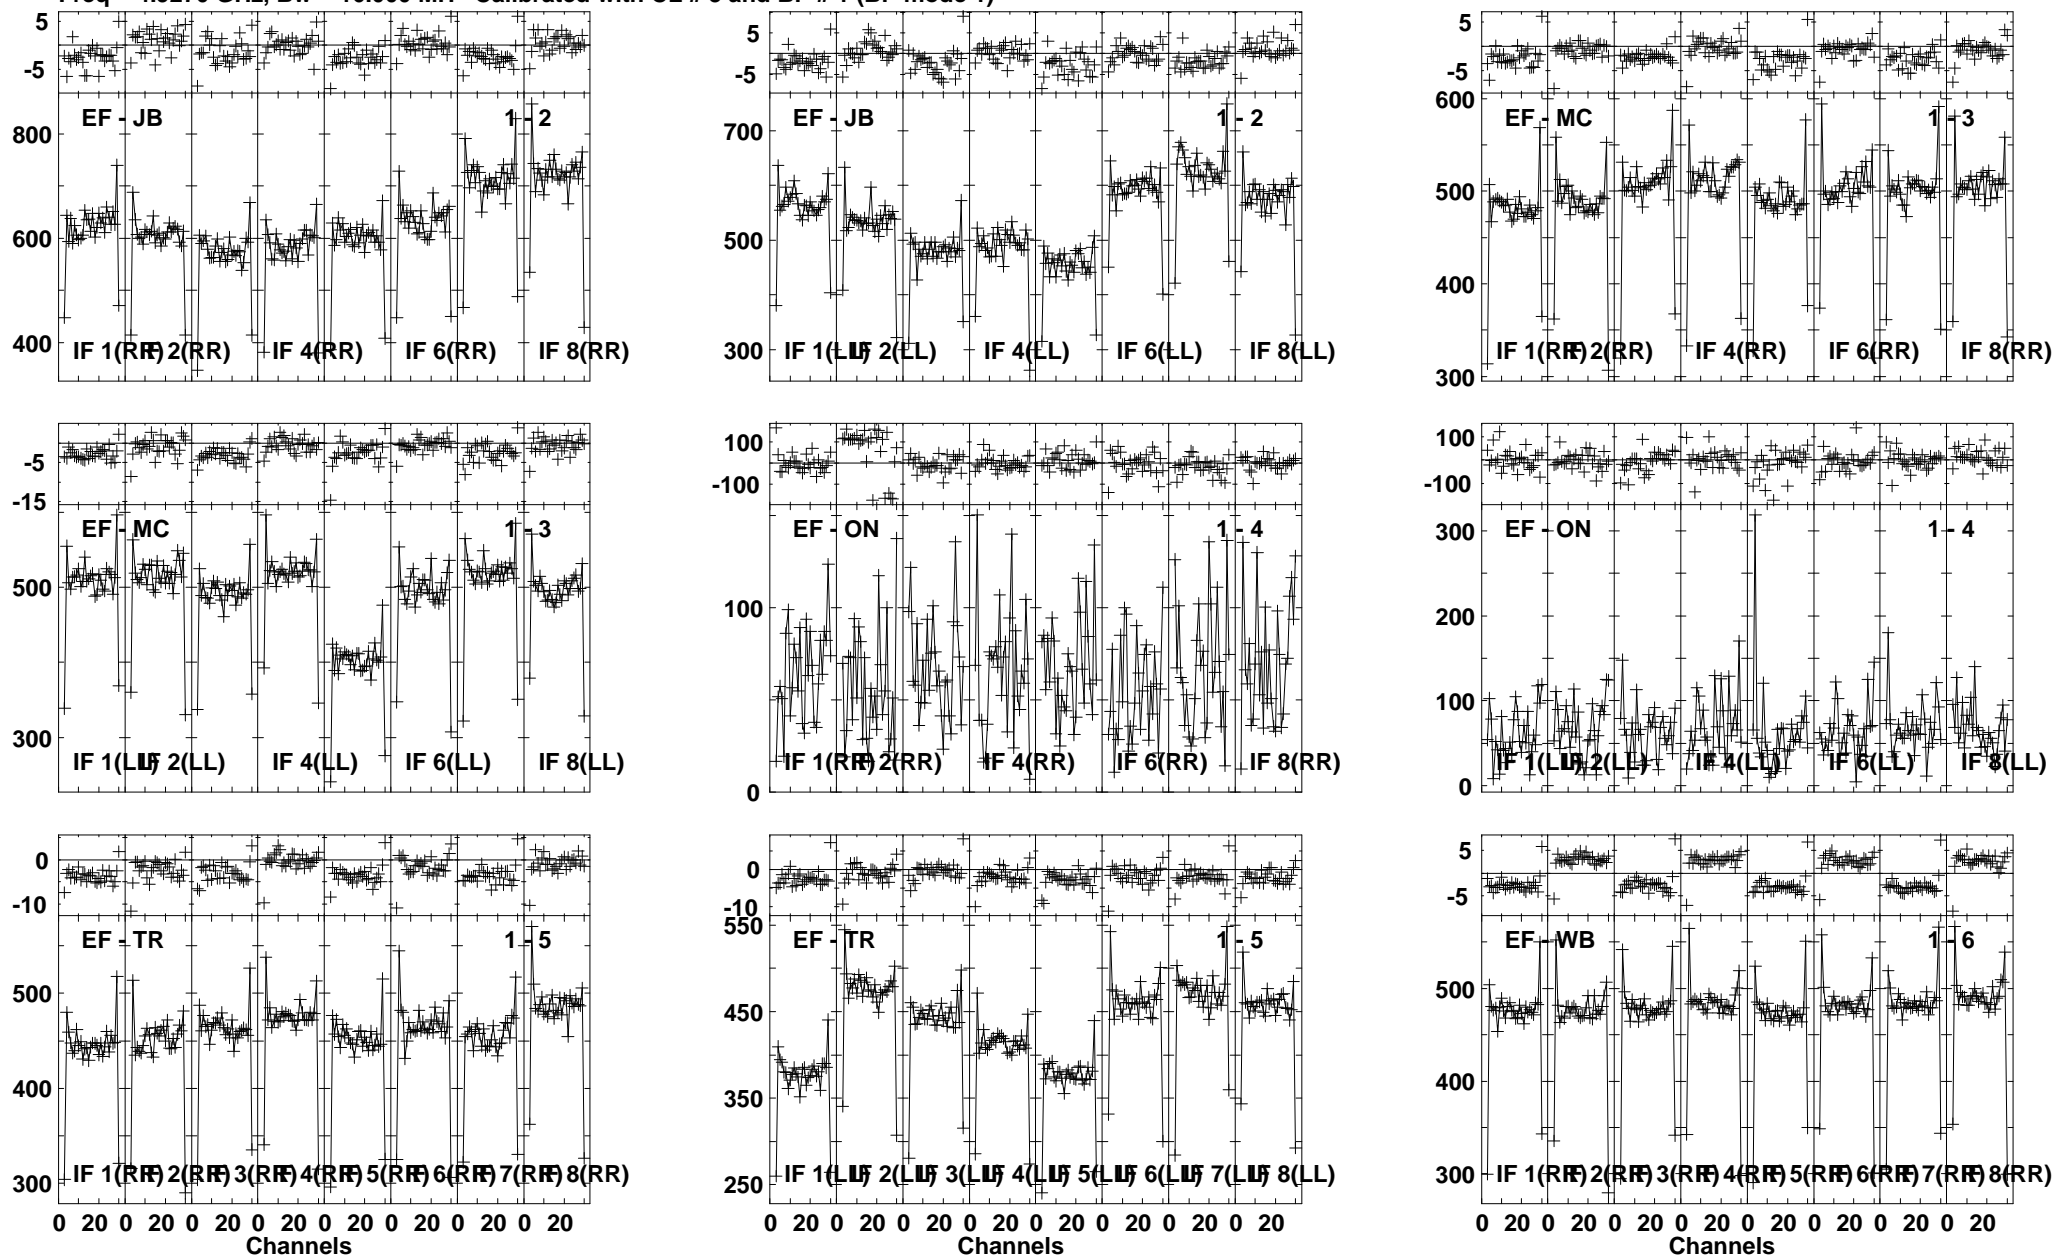 Calibrated with
5
-5
5
-5
5
-5
800
600
400
EF - JB
1 - 2
IF 1(RR)
IF 2(RR)
IF 4(RR)
IF 6(RR)
IF 8(RR)
700
500
300
EF - JB
1 - 2
IF 1(LL)
IF 2(LL)
IF 4(LL)
IF 6(LL)
IF 8(LL)
600
500
400
300
EF - MC
1 - 3
IF 1(RR)
IF 2(RR)
IF 4(RR)
IF 6(RR)
IF 8(RR)
-5
-15
100
-100
100
-100
500
300
EF - MC
1 - 3
IF 1(LL)
IF 2(LL)
IF 4(LL)
IF 6(LL)
IF 8(LL)
100
0
EF - ON
1 - 4
IF 1(RR)
IF 2(RR)
IF 4(RR)
IF 6(RR)
IF 8(RR)
300
200
100
0
EF - ON
1 - 4
IF 1(LL)
IF 2(LL)
IF 4(LL)
IF 6(LL)
IF 8(LL)
0
-10
0
-10
5
-5
500
400
300
EF - TR
1 - 5
IF 1(RR)
IF 2(RR)
IF 3(RR)
IF 4(RR)
IF 5(RR)
IF 6(RR)
IF 7(RR)
IF 8(RR)
0 20 0 20 0 20 0 20 0 20 0 20 0 20 0 20
Channels
550
450
350
250
EF - TR
1 - 5
IF 1(LL)
IF 2(LL)
IF 3(LL)
IF 4(LL)
IF 5(LL)
IF 6(LL)
IF 7(LL)
IF 8(LL)
0 20 0 20 0 20 0 20 0 20 0 20 0 20 0 20
Channels
500
400
300
EF - WB
1 - 6
IF 1(RR)
IF 2(RR)
IF 3(RR)
IF 4(RR)
IF 5(RR)
IF 6(RR)
IF 7(RR)
IF 8(RR)
0 20 0 20 0 20 0 20 0 20 0 20 0 20 0 20
Channels